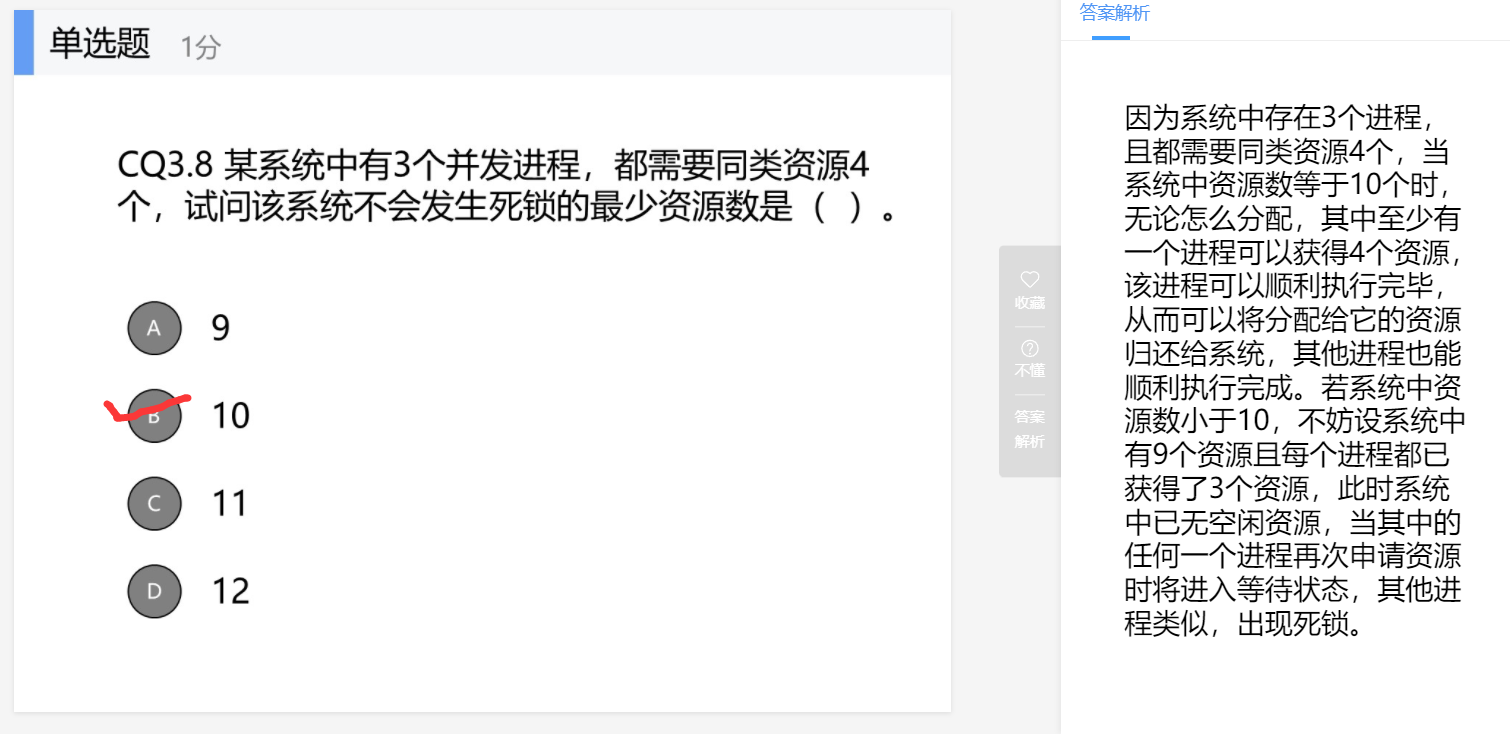 单选题 1分
CQ3.8 某系统中有3个并发进程，都需要同类资源4
个，试问该系统不会发生死锁的最少资源数是（ ）。
A 9
B 10
C 11
D 12
收藏
不懂
答案
解析
答案解析
因为系统中存在3个进程，
且都需要同类资源4个，当
系统中资源数等于10个时，
无论怎么分配，其中至少有
一个进程可以获得4个资源，
该进程可以顺利执行完毕，
从而可以将分配给它的资源
归还给系统，其他进程也能
顺利执行完成。若系统中资
源数小于10，不妨设系统中
有9个资源且每个进程都已
获得了3个资源，此时系统
中已无空闲资源，当其中的
任何一个进程再次申请资源
时将进入等待状态，其他进
程类似，出现死锁。